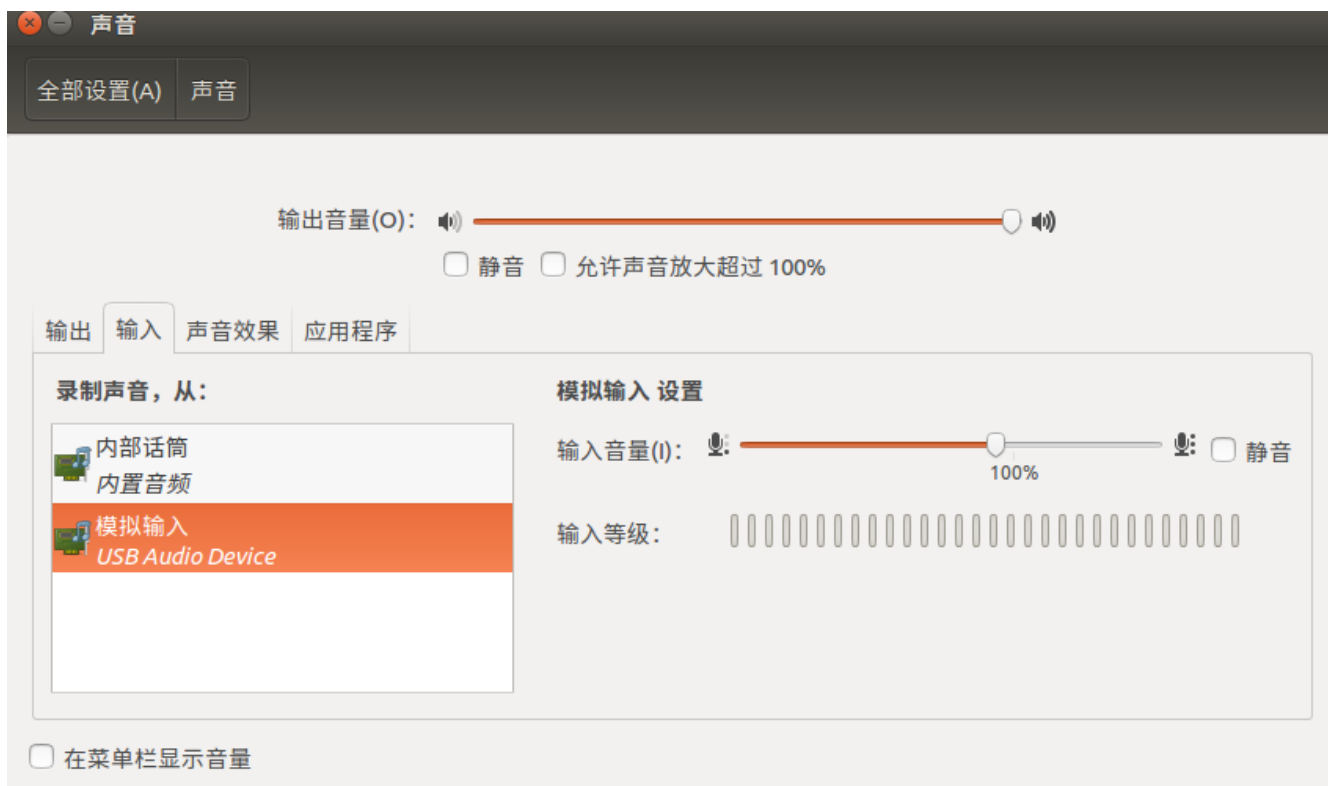 声音
全部设置(A) 声音
输出音量(O)：
静音 允许声音放大超过 100%
输出 输入 声音效果 应用程序
录制声音，从：
内部话筒
内置音频
模拟输入
USB Audio Device
模拟输入 设置
输入音量(I)： 静音
100%
输入等级：
在菜单栏显示音量